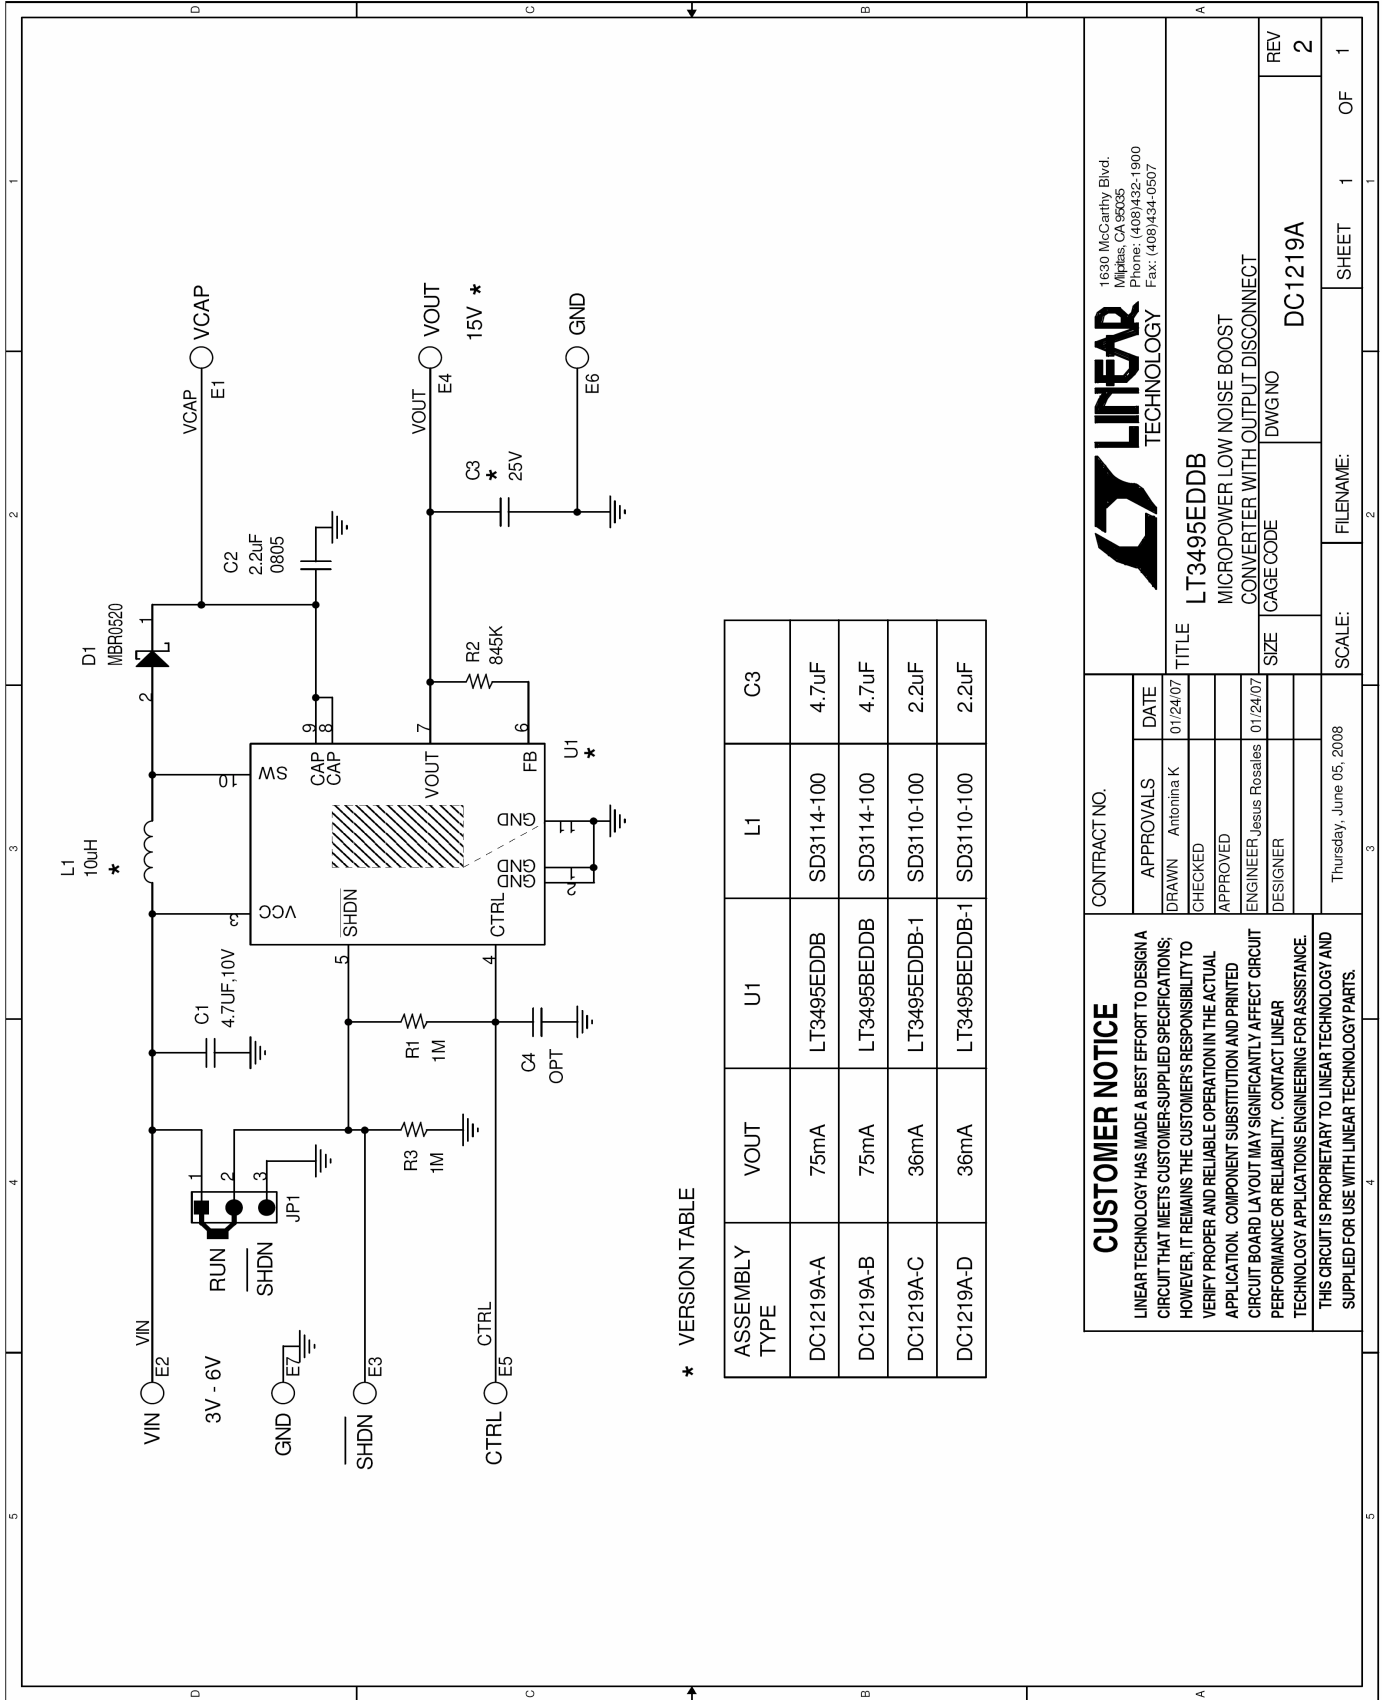 5
4
3
2
1
D
D
C
C
B
B
A
A
L1
10uH
*
D1
MBR0520
2
1
VIN
VIN
E2
3V - 6V
RUN
SHDN
JP1
1
2
3
C1
4.7UF,10V
3
VCC
10
SW
VCAP
E1
VCAP
C2
2.2uF
0805
9
8
CAP
CAP
GND
E7
SHDN
E3
R1
1M
R3
1M
5
SHDN
VOUT
7
VOUT
E4
VOUT
15V *
R2
845K
C3
*
25V
CTRL
E5
CTRL
C4
OPT
4
CTRL
GND
GND
GND
2
1
11
FB
6
U1
*
E6
GND
* VERSION TABLE
ASSEMBLY
TYPE
VOUT
U1
L1
C3
DC1219A-A 75mA LT3495EDDB SD3114-100 4.7uF
DC1219A-B 75mA LT3495BEDDB SD3114-100 4.7uF
DC1219A-C 36mA LT3495EDDB-1 SD3110-100 2.2uF
DC1219A-D 36mA LT3495BEDDB-1 SD3110-100 2.2uF
CUSTOMER NOTICE
LINEAR TECHNOLOGY HAS MADE A BEST EFFORT TO DESIGN A
CIRCUIT THAT MEETS CUSTOMER-SUPPLIED SPECIFICATIONS;
HOWEVER, IT REMAINS THE CUSTOMER'S RESPONSIBILITY TO
VERIFY PROPER AND RELIABLE OPERATION IN THE ACTUAL
APPLICATION. COMPONENT SUBSTITUTION AND PRINTED
CIRCUIT BOARD LAYOUT MAY SIGNIFICANTLY AFFECT CIRCUIT
PERFORMANCE OR RELIABILITY. CONTACT LINEAR
TECHNOLOGY APPLICATIONS ENGINEERING FOR ASSISTANCE.
THIS CIRCUIT IS PROPRIETARY TO LINEAR TECHNOLOGY AND
SUPPLIED FOR USE WITH LINEAR TECHNOLOGY PARTS.
CONTRACT NO.
APPROVALS DATE
DRAWN Antonina K 01/24/07
CHECKED
APPROVED
ENGINEER Jesus Rosales 01/24/07
DESIGNER
Thursday, June 05, 2008
LINEAR
TECHNOLOGY
1630 McCarthy Blvd.
Milpitas, CA 95035
Phone: (408)432-1900
Fax: (408)434-0507
TITLE
LT3495EDDB
MICROPOWER LOW NOISE BOOST
CONVERTER WITH OUTPUT DISCONNECT
SIZE
CAGE CODE
DWG NO
DC1219A
REV
2
SCALE:
FILENAME:
SHEET 1 OF 1
5
4
3
2
1